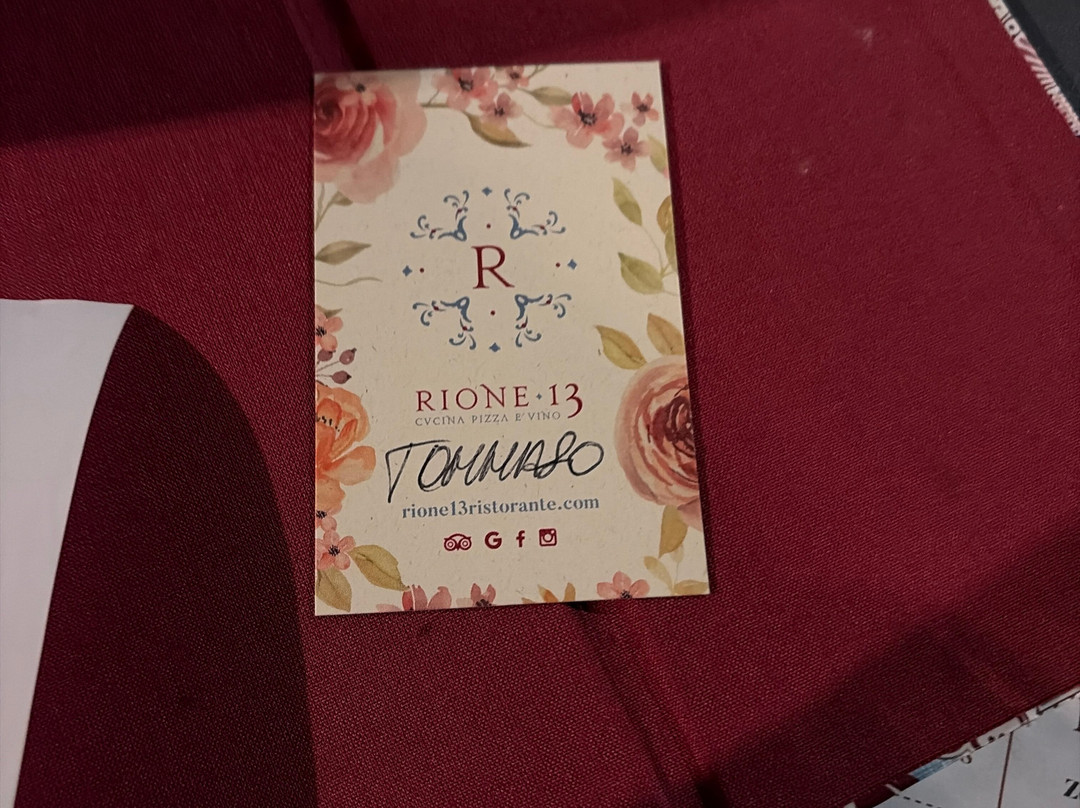 R
RIONE·13
CVCINA PIZZA E' VINO
TOMMASO
rione13ristorante.com